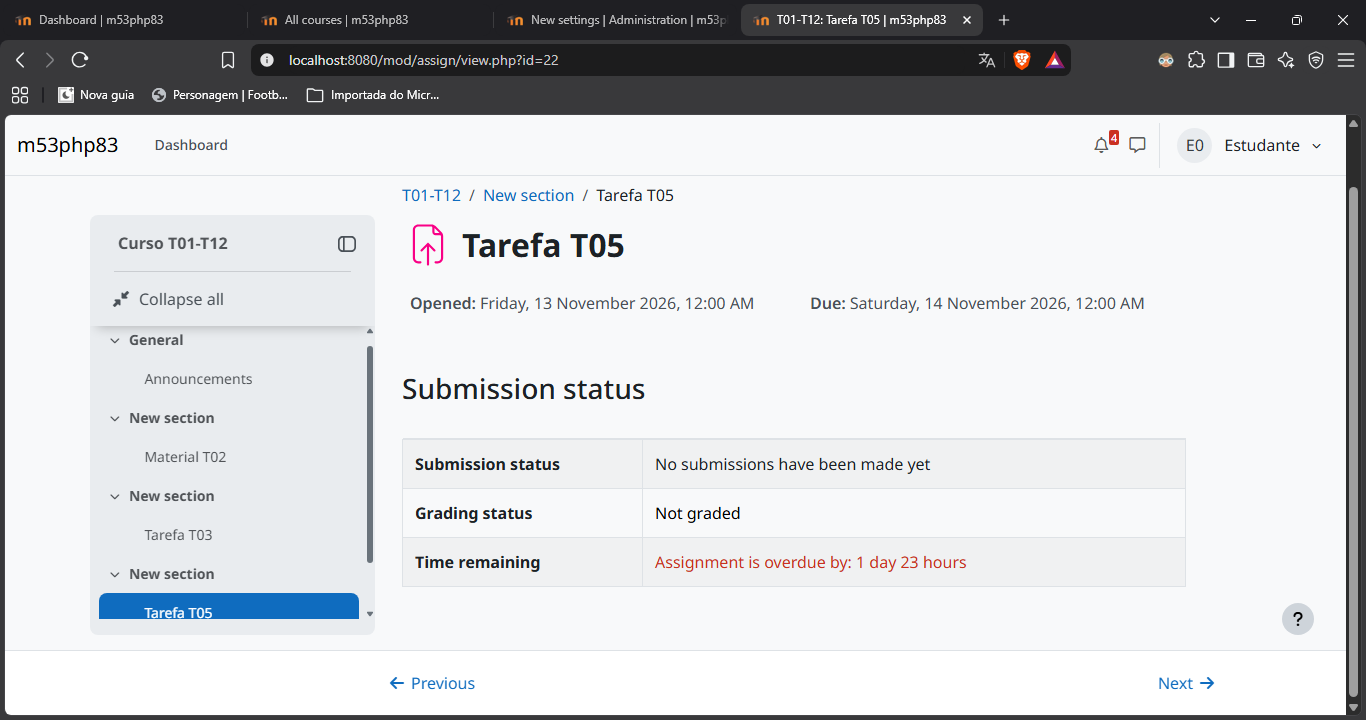 Dashboard | m53php83
All courses | m53php83
New settings | Administration | m53p
T01-T12: Tarefa T05 | m53php83
localhost:8080/mod/assign/view.php?id=22
Nova guia
Personagem | Footb...
Importada do Micr...
m53php83
Dashboard
4
E0
Estudante
T01-T12 / New section / Tarefa T05
Curso T01-T12
Collapse all
General
Announcements
New section
Material T02
New section
Tarefa T03
New section
Tarefa T05
Tarefa T05
Opened: Friday, 13 November 2026, 12:00 AM
Due: Saturday, 14 November 2026, 12:00 AM
Submission status
Submission status No submissions have been made yet
Grading status Not graded
Time remaining Assignment is overdue by: 1 day 23 hours
?
Previous
Next